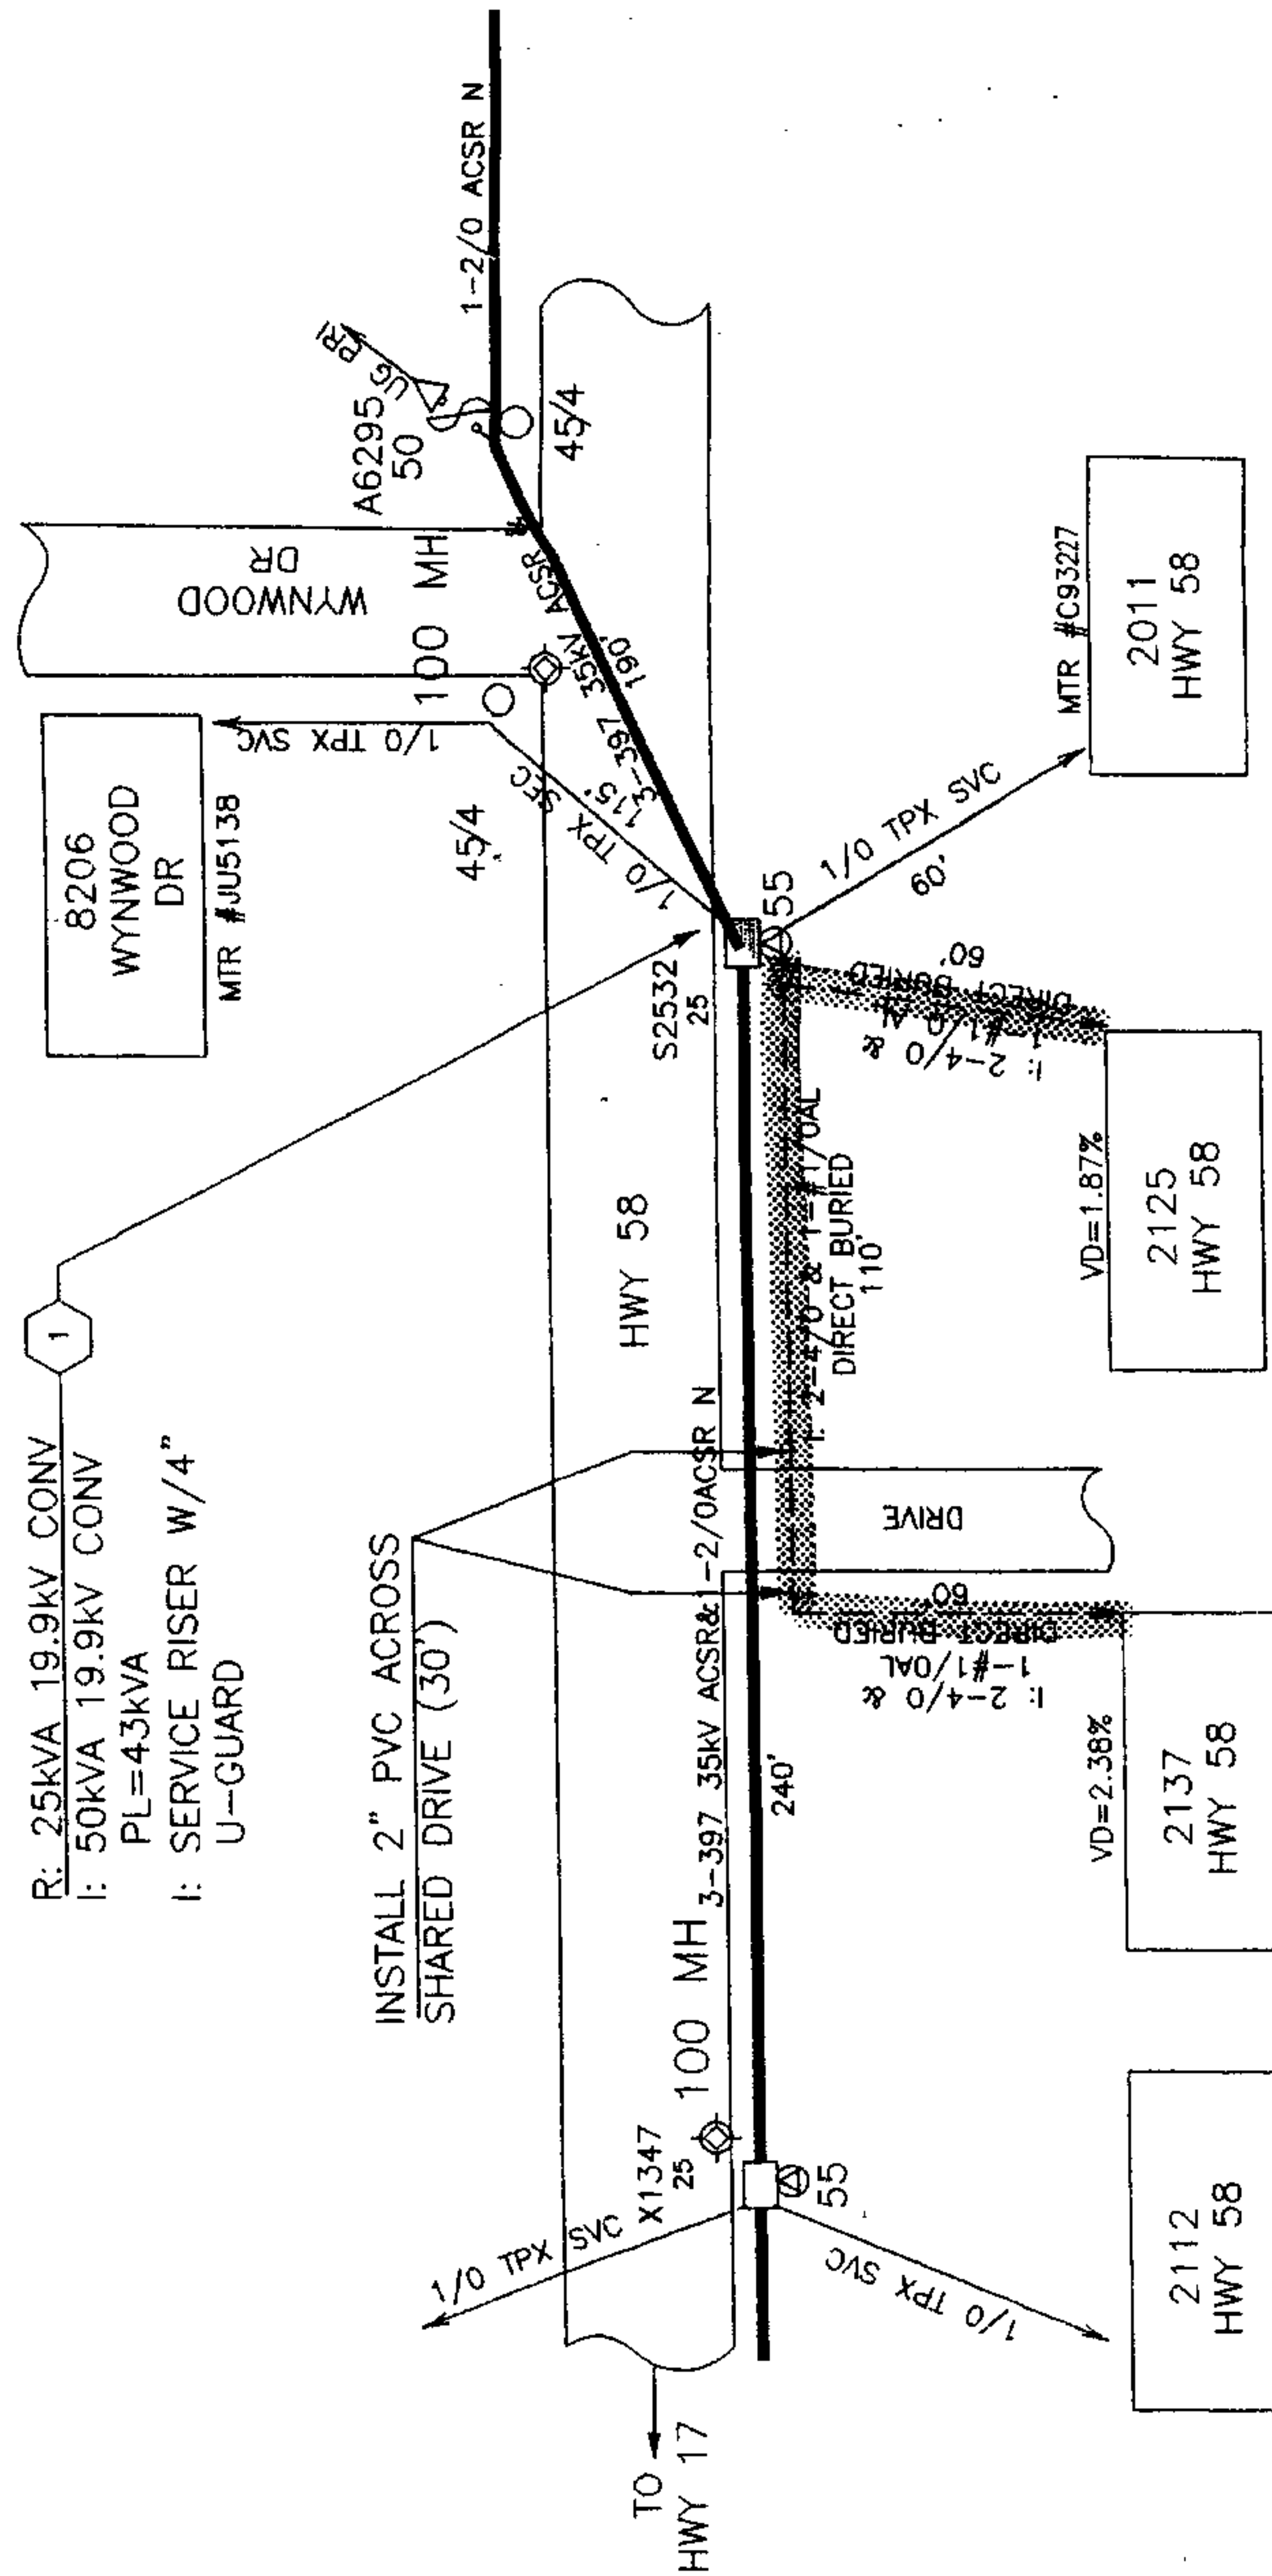 R: 25kVA 19.9kV CONV
I: 50kVA 19.9kV CONV
PL=43kVA
I: SERVICE RISER W/4"
U-GUARD
1
INSTALL 2" PVC ACROSS
SHARED DRIVE (30')
8206
WYNWOOD
DR
MTR #JU5138
WYNWOOD
DR
1/0 TPX SVC
100 MH
45/4
A6295
50
UG PRI
45/4
1-2/0 ACSR N
3-397 35kV ACSR
190'
1/0 TPX SEC
115'
HWY 58
S2532
25
55
1/0 TPX SVC
60'
MTR #C93227
2011
HWY 58
I: 2-4/0 &
1-#1/0 AL
DIRECT BURIED
60'
VD=1.87%
2125
HWY 58
I: 2-4/0 & 1-#1/0AL
DIRECT BURIED
110'
DRIVE
3-397 35kV ACSR&1-2/0ACSR N
240'
I: 2-4/0 &
1-#1/0AL
DIRECT BURIED
60'
VD=2.38%
2137
HWY 58
100 MH
X1347
25
55
1/0 TPX SVC
1/0 TPX SVC
2112
HWY 58
TO
HWY 17